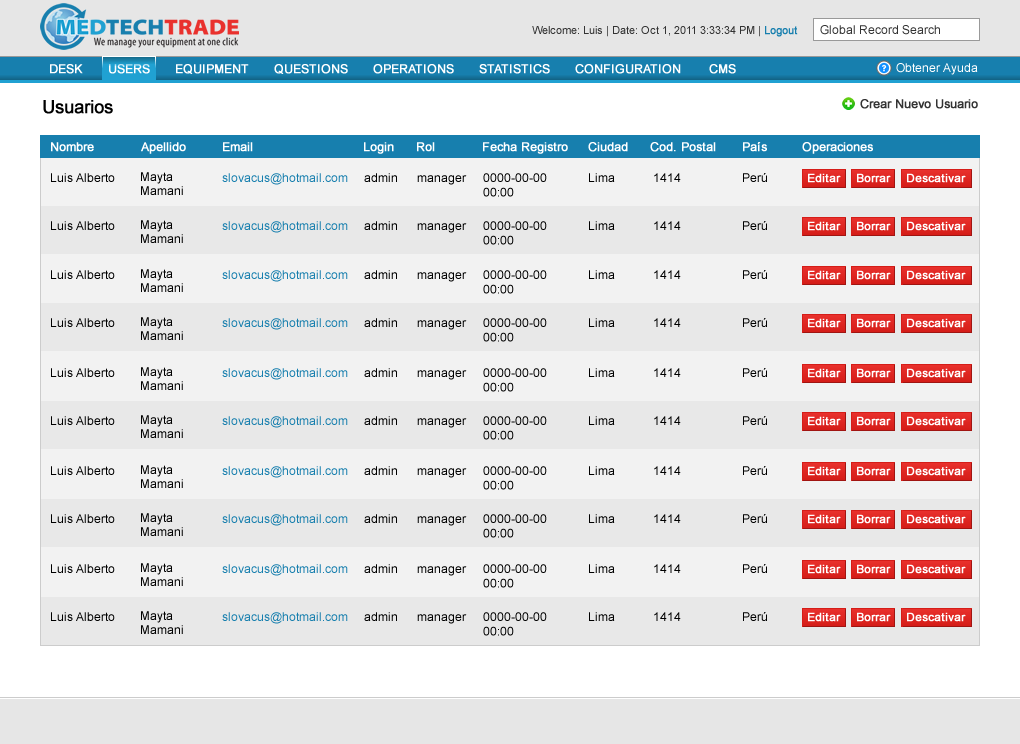 MEDTECHTRADE
We manage your equipment at one click
Welcome: Luis | Date: Oct 1, 2011 3:33:34 PM | Logout
Global Record Search
DESK USERS EQUIPMENT QUESTIONS OPERATIONS STATISTICS CONFIGURATION CMS ? Obtener Ayuda
Usuarios
Crear Nuevo Usuario
Nombre Apellido Email Login Rol Fecha Registro Ciudad Cod. Postal País Operaciones
Luis Alberto Mayta slovacus@hotmail.com admin manager 0000-00-00 Lima 1414 Perú Editar Borrar Descativar
Mamani 00:00
Luis Alberto Mayta slovacus@hotmail.com admin manager 0000-00-00 Lima 1414 Perú Editar Borrar Descativar
Mamani 00:00
Luis Alberto Mayta slovacus@hotmail.com admin manager 0000-00-00 Lima 1414 Perú Editar Borrar Descativar
Mamani 00:00
Luis Alberto Mayta slovacus@hotmail.com admin manager 0000-00-00 Lima 1414 Perú Editar Borrar Descativar
Mamani 00:00
Luis Alberto Mayta slovacus@hotmail.com admin manager 0000-00-00 Lima 1414 Perú Editar Borrar Descativar
Mamani 00:00
Luis Alberto Mayta slovacus@hotmail.com admin manager 0000-00-00 Lima 1414 Perú Editar Borrar Descativar
Mamani 00:00
Luis Alberto Mayta slovacus@hotmail.com admin manager 0000-00-00 Lima 1414 Perú Editar Borrar Descativar
Mamani 00:00
Luis Alberto Mayta slovacus@hotmail.com admin manager 0000-00-00 Lima 1414 Perú Editar Borrar Descativar
Mamani 00:00
Luis Alberto Mayta slovacus@hotmail.com admin manager 0000-00-00 Lima 1414 Perú Editar Borrar Descativar
Mamani 00:00
Luis Alberto Mayta slovacus@hotmail.com admin manager 0000-00-00 Lima 1414 Perú Editar Borrar Descativar
Mamani 00:00